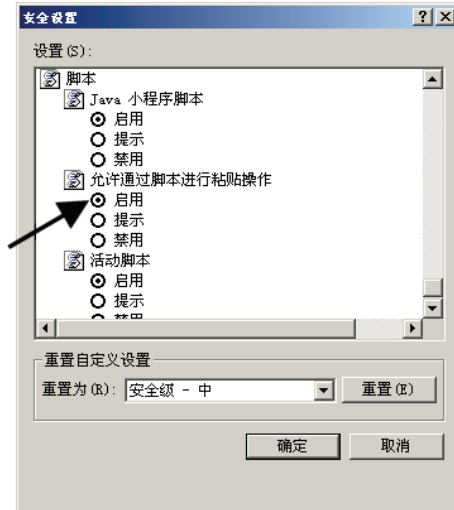 安全设置
设置(S):
脚本
Java 小程序脚本
启用
提示
禁用
允许通过脚本进行粘贴操作
启用
提示
禁用
活动脚本
启用
提示
禁用
重置自定义设置
重置为(R): 安全级 - 中 重置(E)
确定 取消